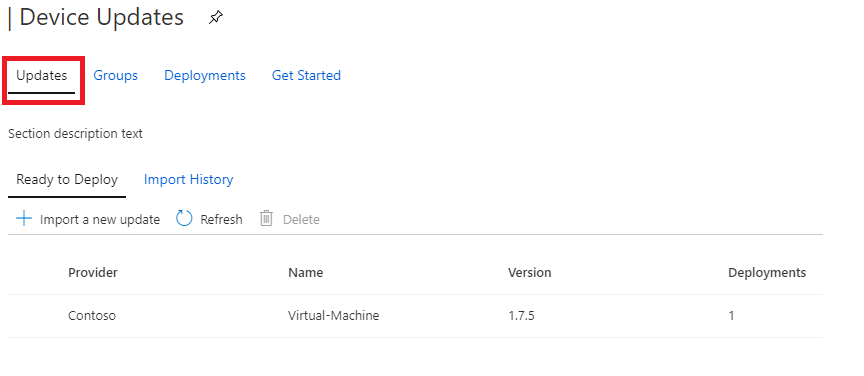 | Device Updates
Updates Groups Deployments Get Started
Section description text
Ready to Deploy Import History
Import a new update Refresh Delete
Provider Name Version Deployments
Contoso Virtual-Machine 1.7.5 1